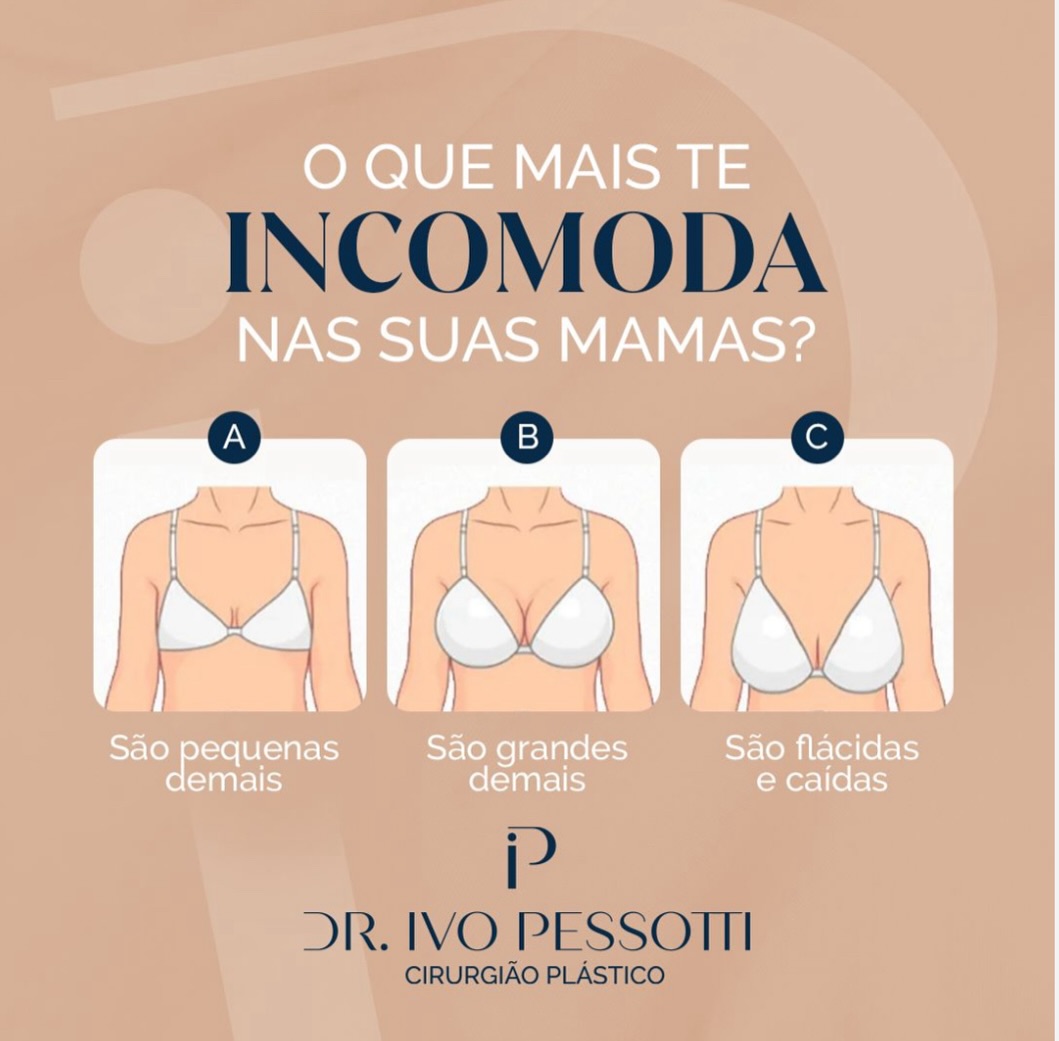 O QUE MAIS TE
INCOMODA
NAS SUAS MAMAS?
A
B
C
São pequenas
demais
São grandes
demais
São flácidas
e caídas
iP
DR. IVO PESSOTTI
CIRURGIÃO PLÁSTICO